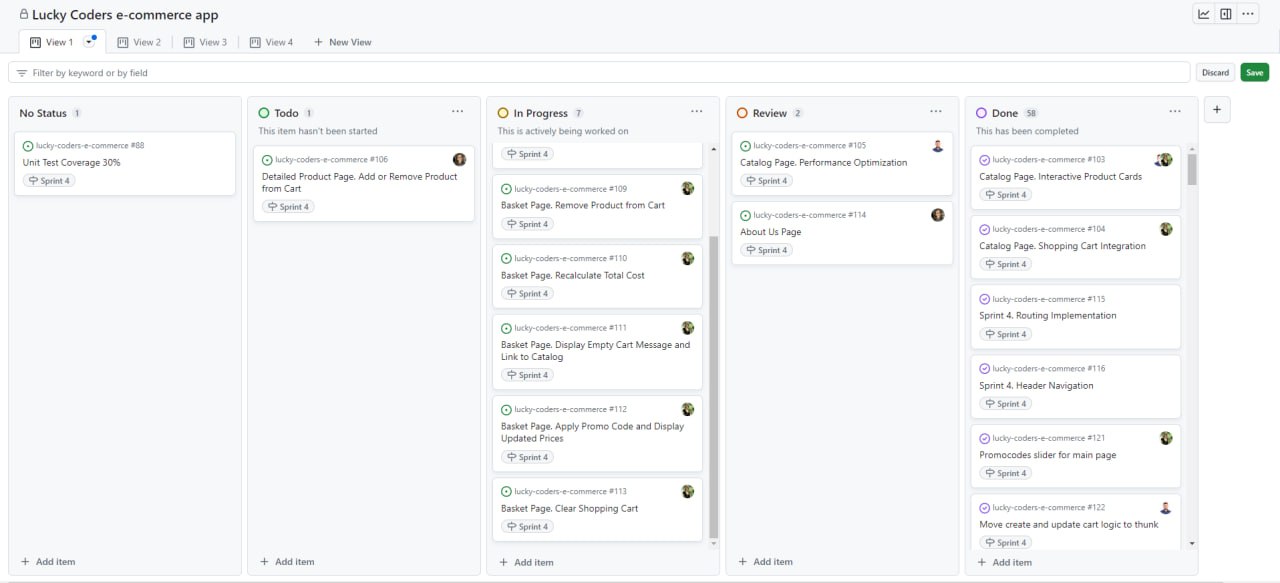 Lucky Coders e-commerce app
View 1
View 2
View 3
View 4
+ New View
Filter by keyword or by field
Discard
Save
No Status 1
lucky-coders-e-commerce #88
Unit Test Coverage 30%
Sprint 4
+ Add item
Todo 1
This item hasn't been started
lucky-coders-e-commerce #106
Detailed Product Page. Add or Remove Product
from Cart
Sprint 4
+ Add item
In Progress 7
This is actively being worked on
Sprint 4
lucky-coders-e-commerce #109
Basket Page. Remove Product from Cart
Sprint 4
lucky-coders-e-commerce #110
Basket Page. Recalculate Total Cost
Sprint 4
lucky-coders-e-commerce #111
Basket Page. Display Empty Cart Message and
Link to Catalog
Sprint 4
lucky-coders-e-commerce #112
Basket Page. Apply Promo Code and Display
Updated Prices
Sprint 4
lucky-coders-e-commerce #113
Basket Page. Clear Shopping Cart
Sprint 4
+ Add item
Review 2
lucky-coders-e-commerce #105
Catalog Page. Performance Optimization
Sprint 4
lucky-coders-e-commerce #114
About Us Page
Sprint 4
+ Add item
Done 58
This has been completed
lucky-coders-e-commerce #103
Catalog Page. Interactive Product Cards
Sprint 4
lucky-coders-e-commerce #104
Catalog Page. Shopping Cart Integration
Sprint 4
lucky-coders-e-commerce #115
Sprint 4. Routing Implementation
Sprint 4
lucky-coders-e-commerce #116
Sprint 4. Header Navigation
Sprint 4
lucky-coders-e-commerce #121
Promocodes slider for main page
Sprint 4
lucky-coders-e-commerce #122
Move create and update cart logic to thunk
Sprint 4
+ Add item
+